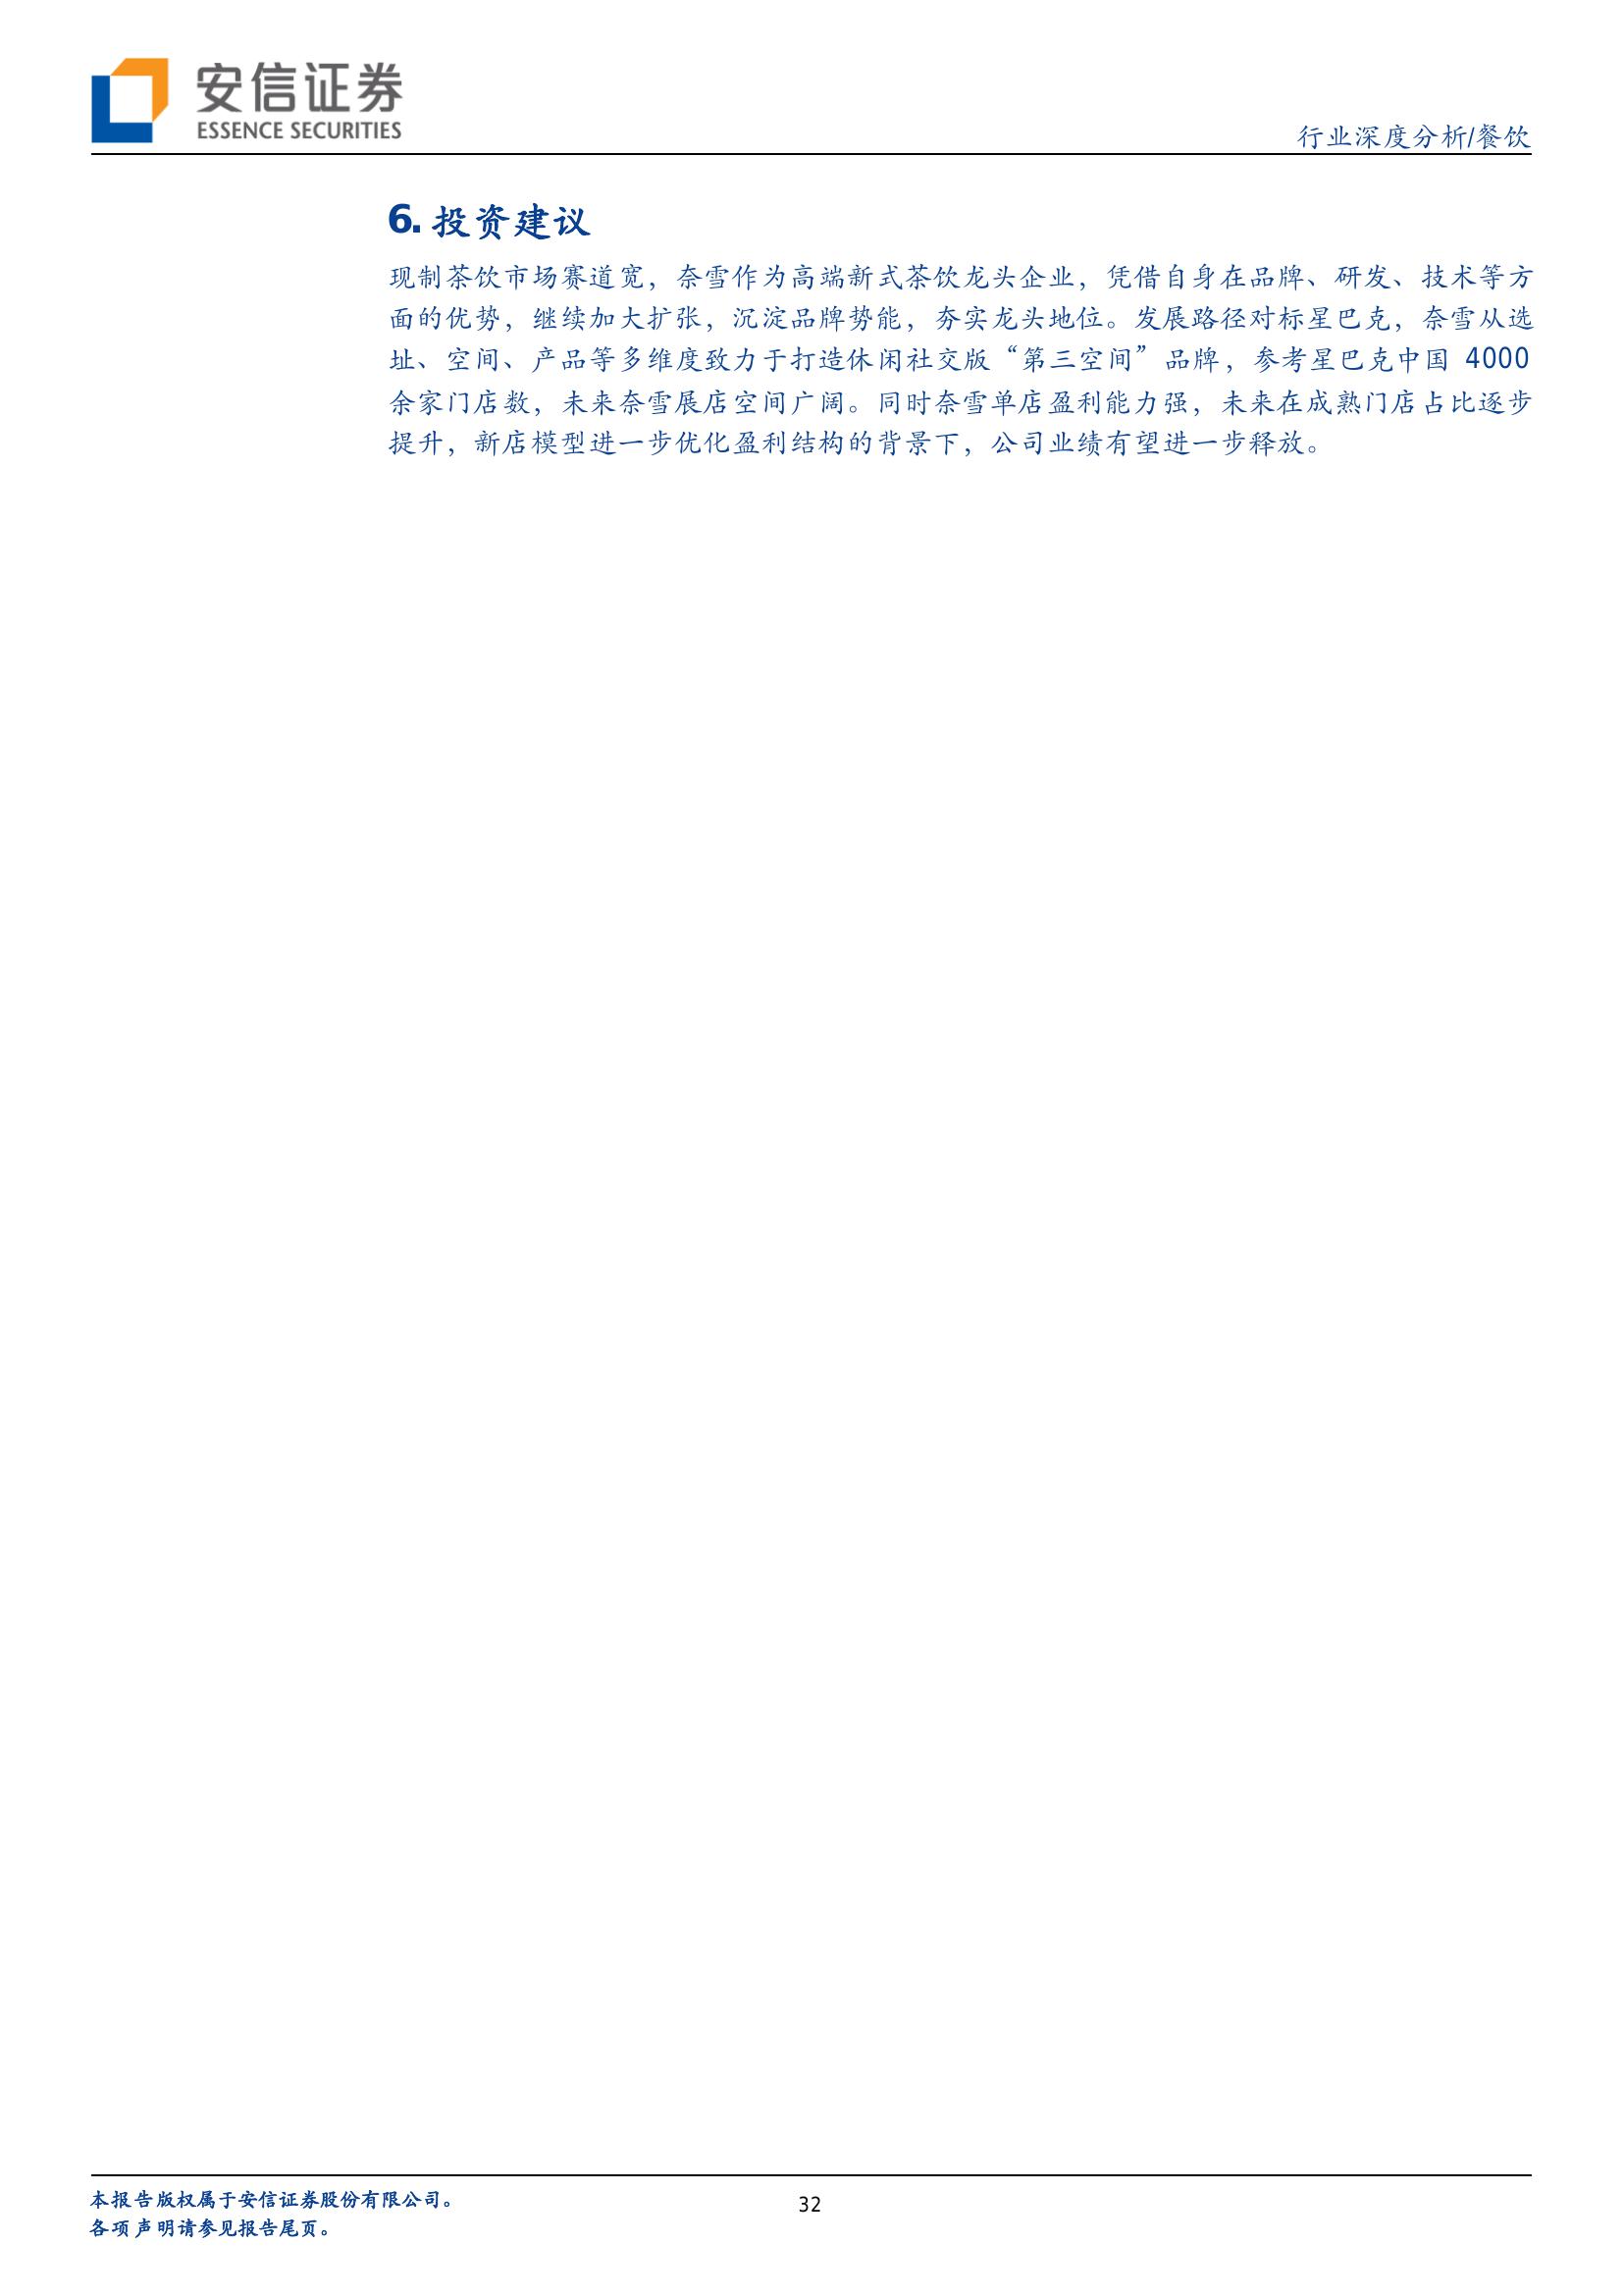 安信证券
ESSENCE SECURITIES
行业深度分析/餐饮
6. 投资建议
现制茶饮市场赛道宽，奈雪作为高端新式茶饮龙头企业，凭借自身在品牌、研发、技术等方
面的优势，继续加大扩张，沉淀品牌势能，夯实龙头地位。发展路径对标星巴克，奈雪从选
址、空间、产品等多维度致力于打造休闲社交版“第三空间”品牌，参考星巴克中国 4000
余家门店数，未来奈雪展店空间广阔。同时奈雪单店盈利能力强，未来在成熟门店占比逐步
提升，新店模型进一步优化盈利结构的背景下，公司业绩有望进一步释放。
本报告版权属于安信证券股份有限公司。
32
各项声明请参见报告尾页。